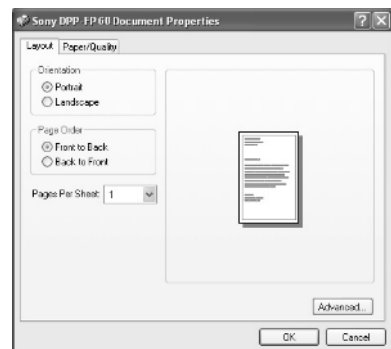 Sony DPP-FP60 Document Properties
Layout Paper/Quality
Orientation
Portrait
Landscape
Page Order
Front to Back
Back to Front
Pages Per Sheet: 1
Advanced...
OK Cancel